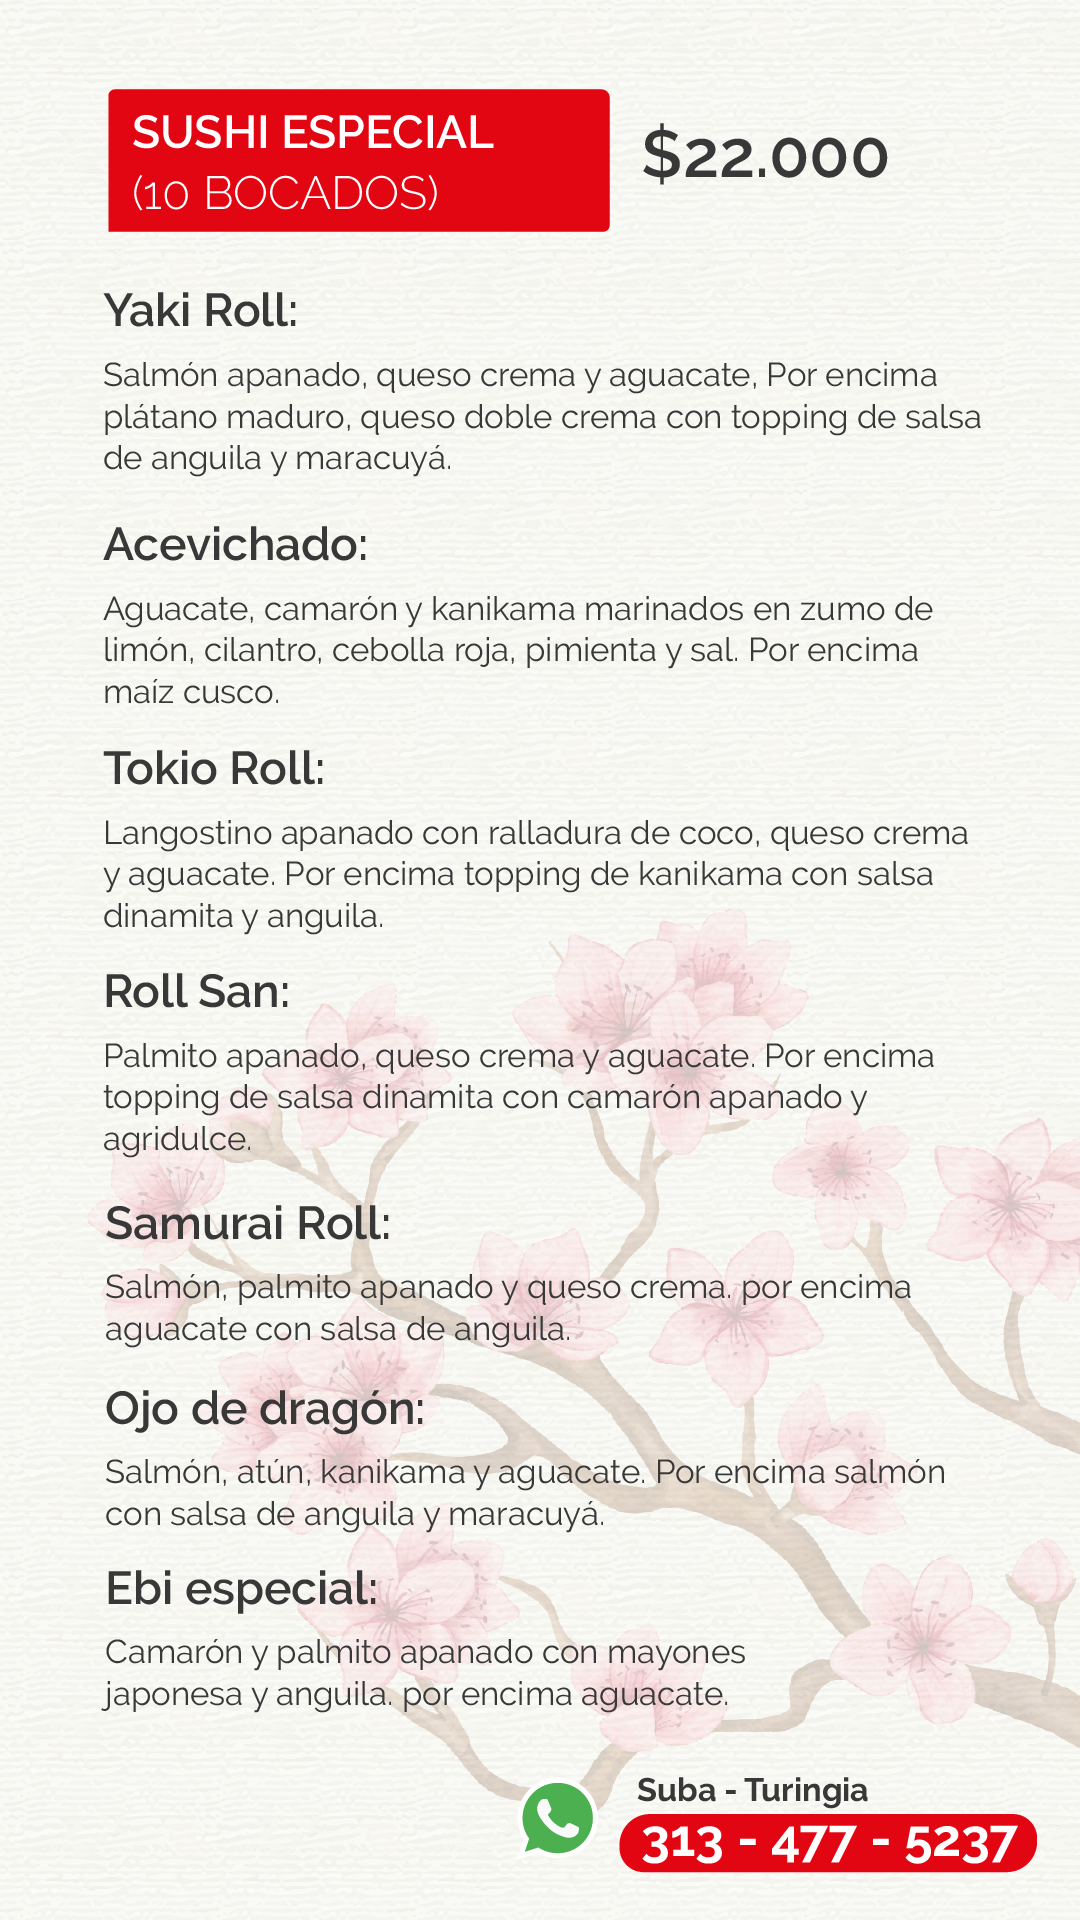 SUSHI ESPECIAL
(10 BOCADOS)
$22.000
Yaki Roll:
Salmón apanado, queso crema y aguacate, Por encima
plátano maduro, queso doble crema con topping de salsa
de anguila y maracuyá.
Acevichado:
Aguacate, camarón y kanikama marinados en zumo de
limón, cilantro, cebolla roja, pimienta y sal. Por encima
maíz cusco.
Tokio Roll:
Langostino apanado con ralladura de coco, queso crema
y aguacate. Por encima topping de kanikama con salsa
dinamita y anguila.
Roll San:
Palmito apanado, queso crema y aguacate. Por encima
topping de salsa dinamita con camarón apanado y
agridulce.
Samurai Roll:
Salmón, palmito apanado y queso crema. por encima
aguacate con salsa de anguila.
Ojo de dragón:
Salmón, atún, kanikama y aguacate. Por encima salmón
con salsa de anguila y maracuyá.
Ebi especial:
Camarón y palmito apanado con mayones
japonesa y anguila. por encima aguacate.
Suba - Turingia
313 - 477 - 5237